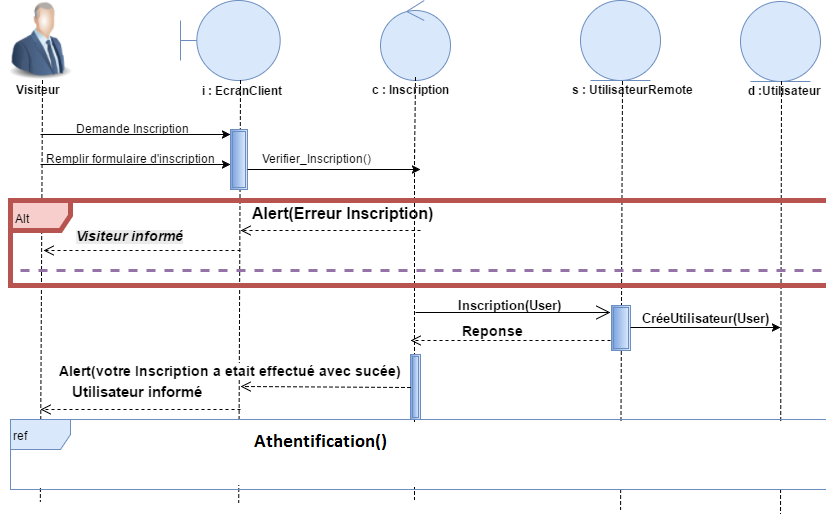 Visiteur
i : EcranClient
c : Inscription
s : UtilisateurRemote
d :Utilisateur
Demande Inscription
Remplir formulaire d'inscription
Verifier_Inscription()
Alt
Alert(Erreur Inscription)
Visiteur informé
Inscription(User)
CréeUtilisateur(User)
Reponse
Alert(votre Inscription a etait effectué avec sucée)
Utilisateur informé
ref
Athentification()